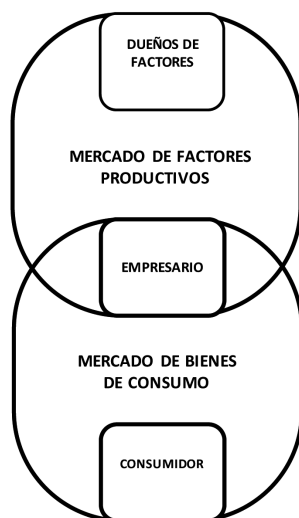 DUEÑOS DE
FACTORES
MERCADO DE FACTORES
PRODUCTIVOS
EMPRESARIO
MERCADO DE BIENES
DE CONSUMO
CONSUMIDOR